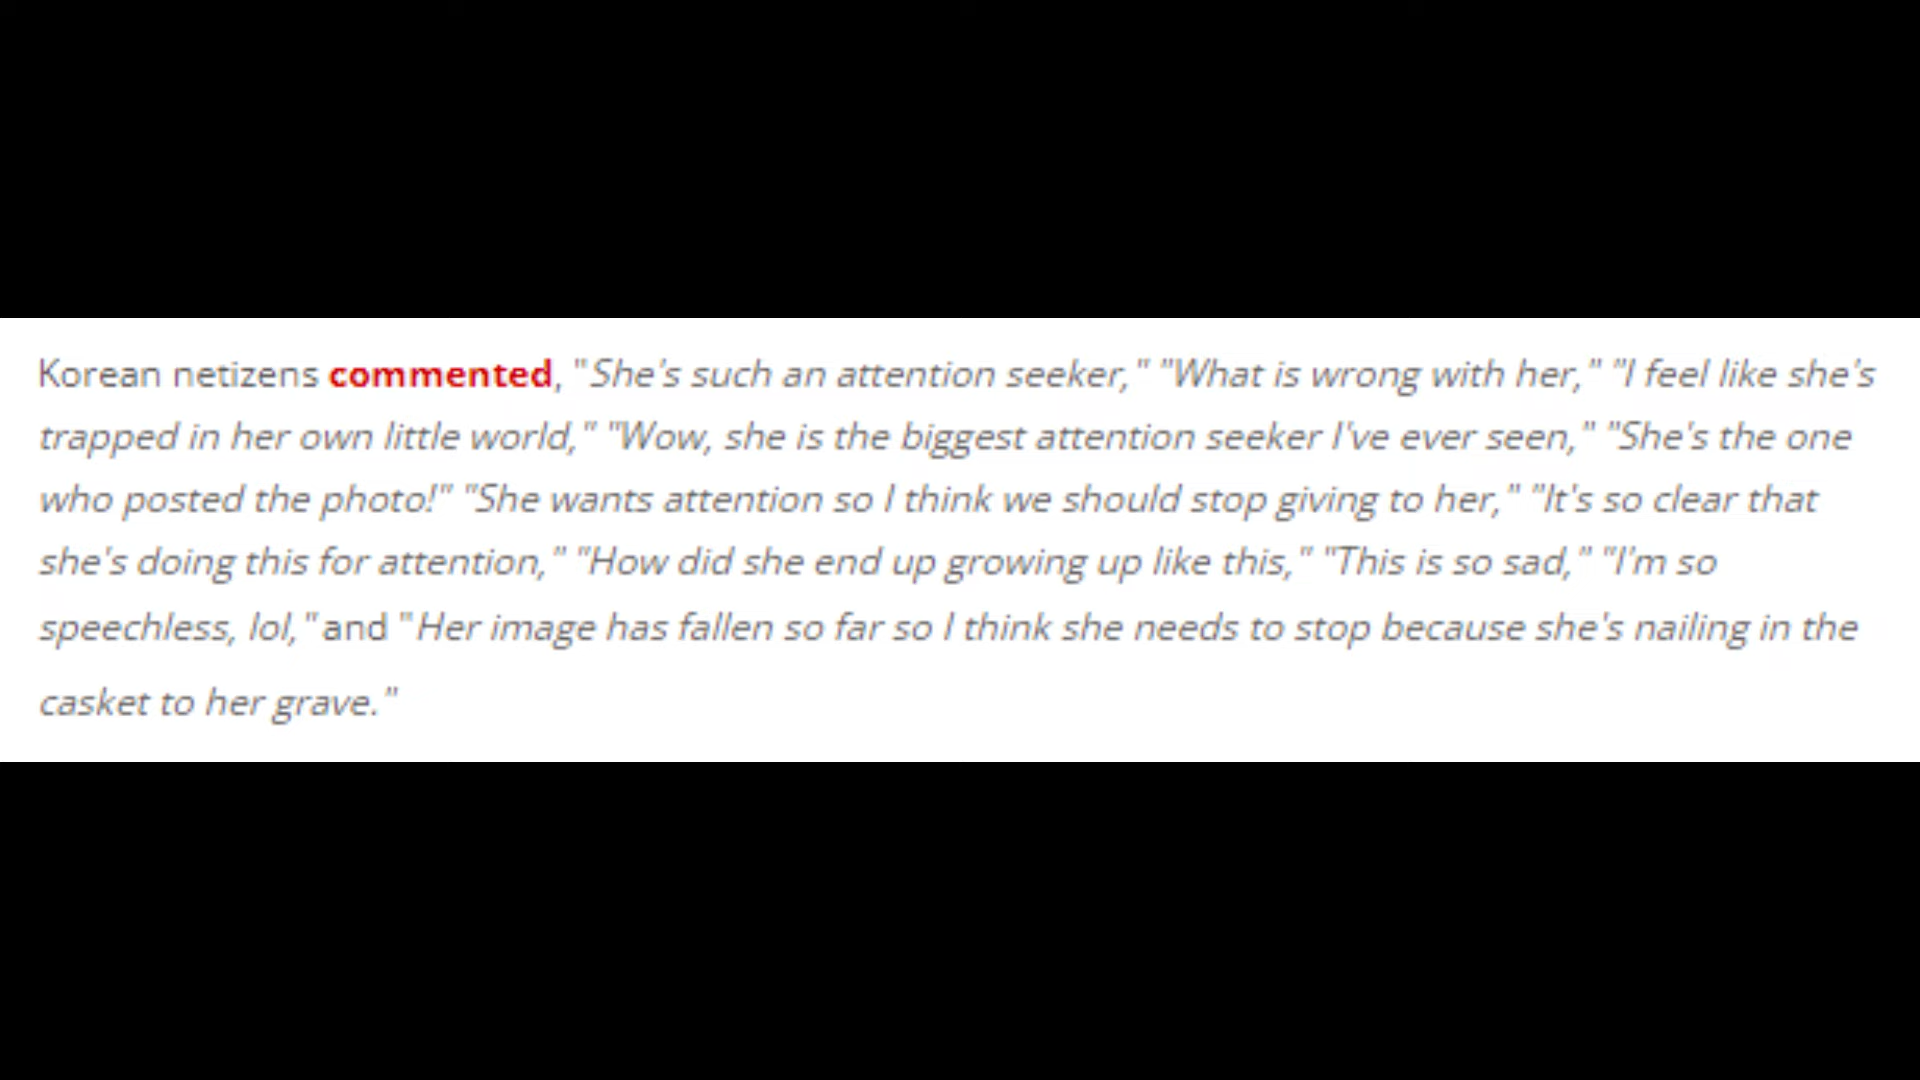 Korean netizens commented, "She's such an attention seeker," "What is wrong with her," "I feel like she's
trapped in her own little world," "Wow, she is the biggest attention seeker I've ever seen," "She's the one
who posted the photo!" "She wants attention so I think we should stop giving to her," "It's so clear that
she's doing this for attention," "How did she end up growing up like this," "This is so sad," "I'm so
speechless, lol," and "Her image has fallen so far so I think she needs to stop because she's nailing in the
casket to her grave."